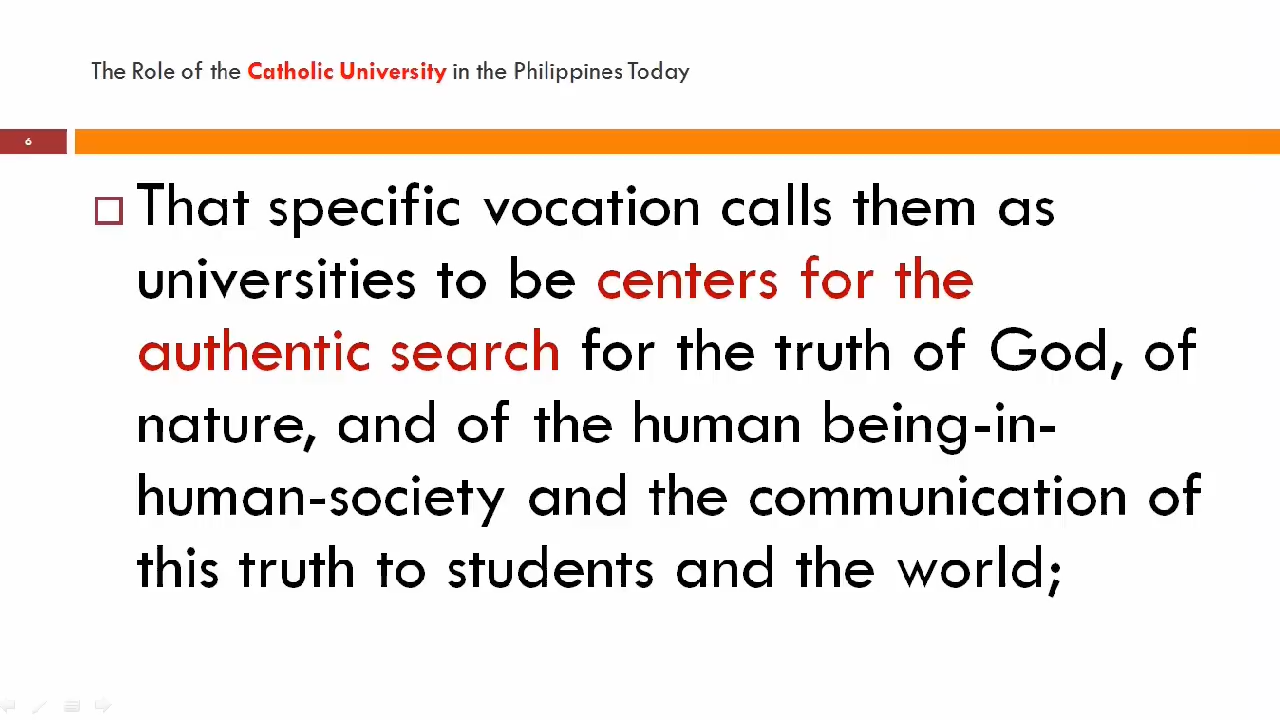 The Role of the Catholic University in the Philippines Today
6
That specific vocation calls them as
universities to be centers for the
authentic search for the truth of God, of
nature, and of the human being-in-
human-society and the communication of
this truth to students and the world;